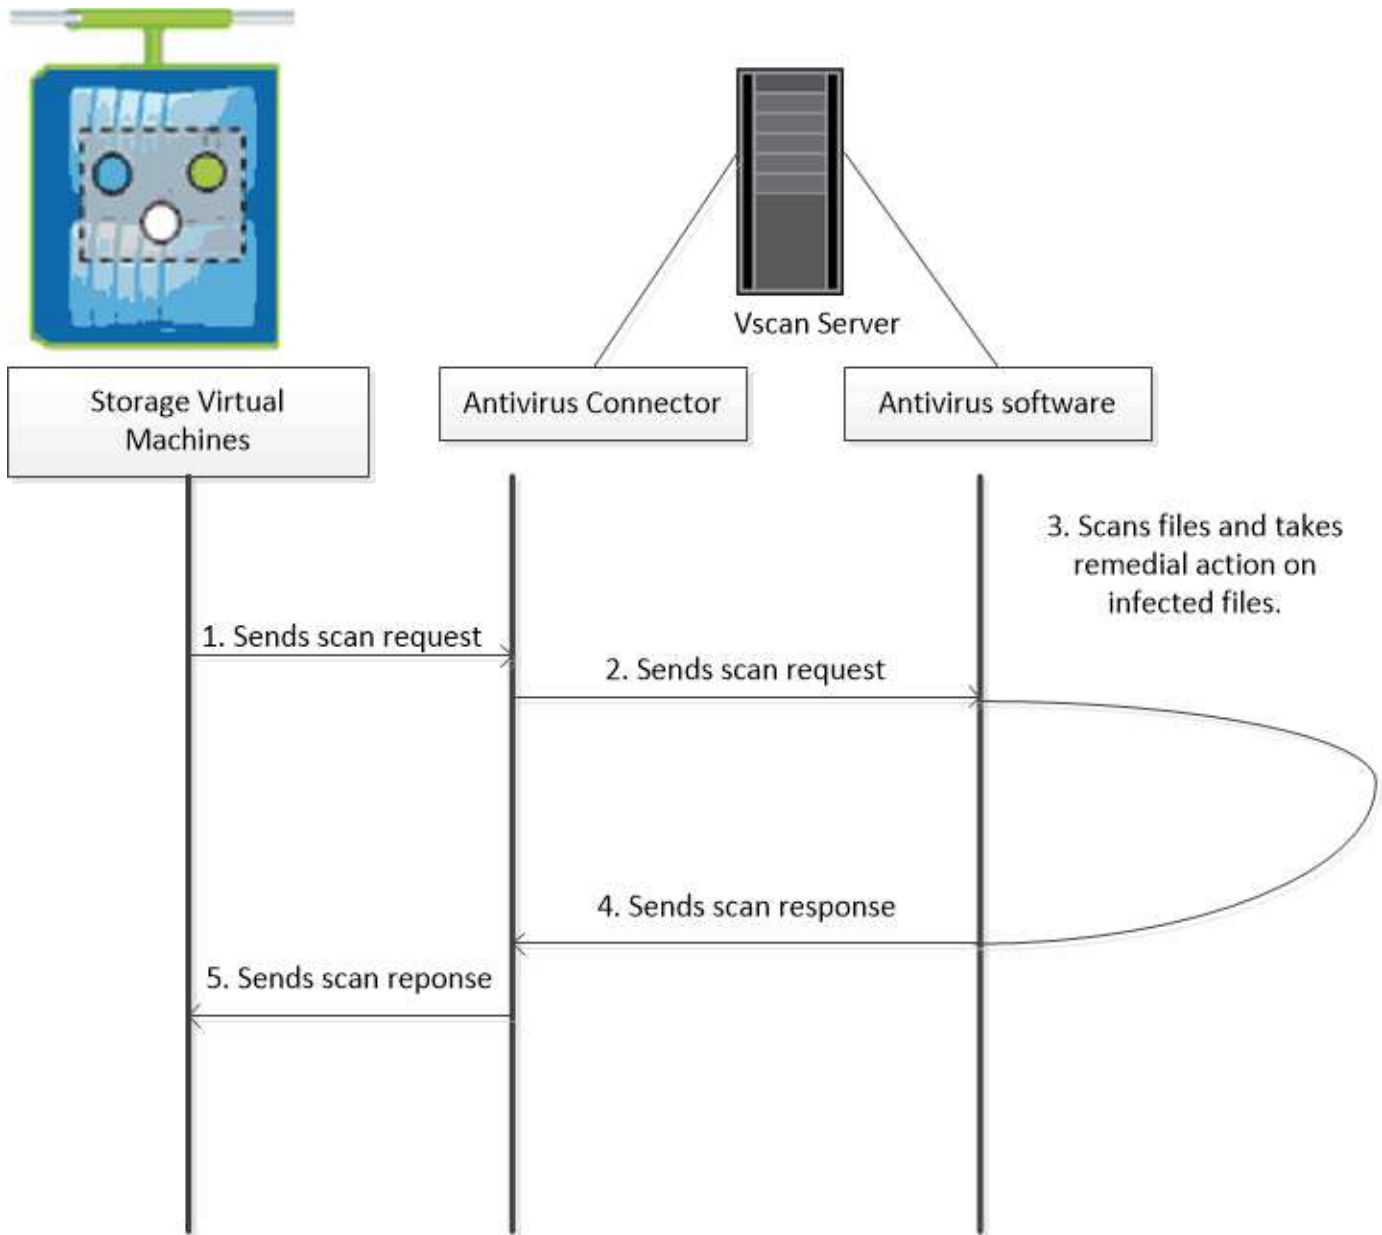 Vscan Server
Storage Virtual
Machines
Antivirus Connector
Antivirus software
3. Scans files and takes
remedial action on
infected files.
1. Sends scan request
2. Sends scan request
4. Sends scan response
5. Sends scan reponse